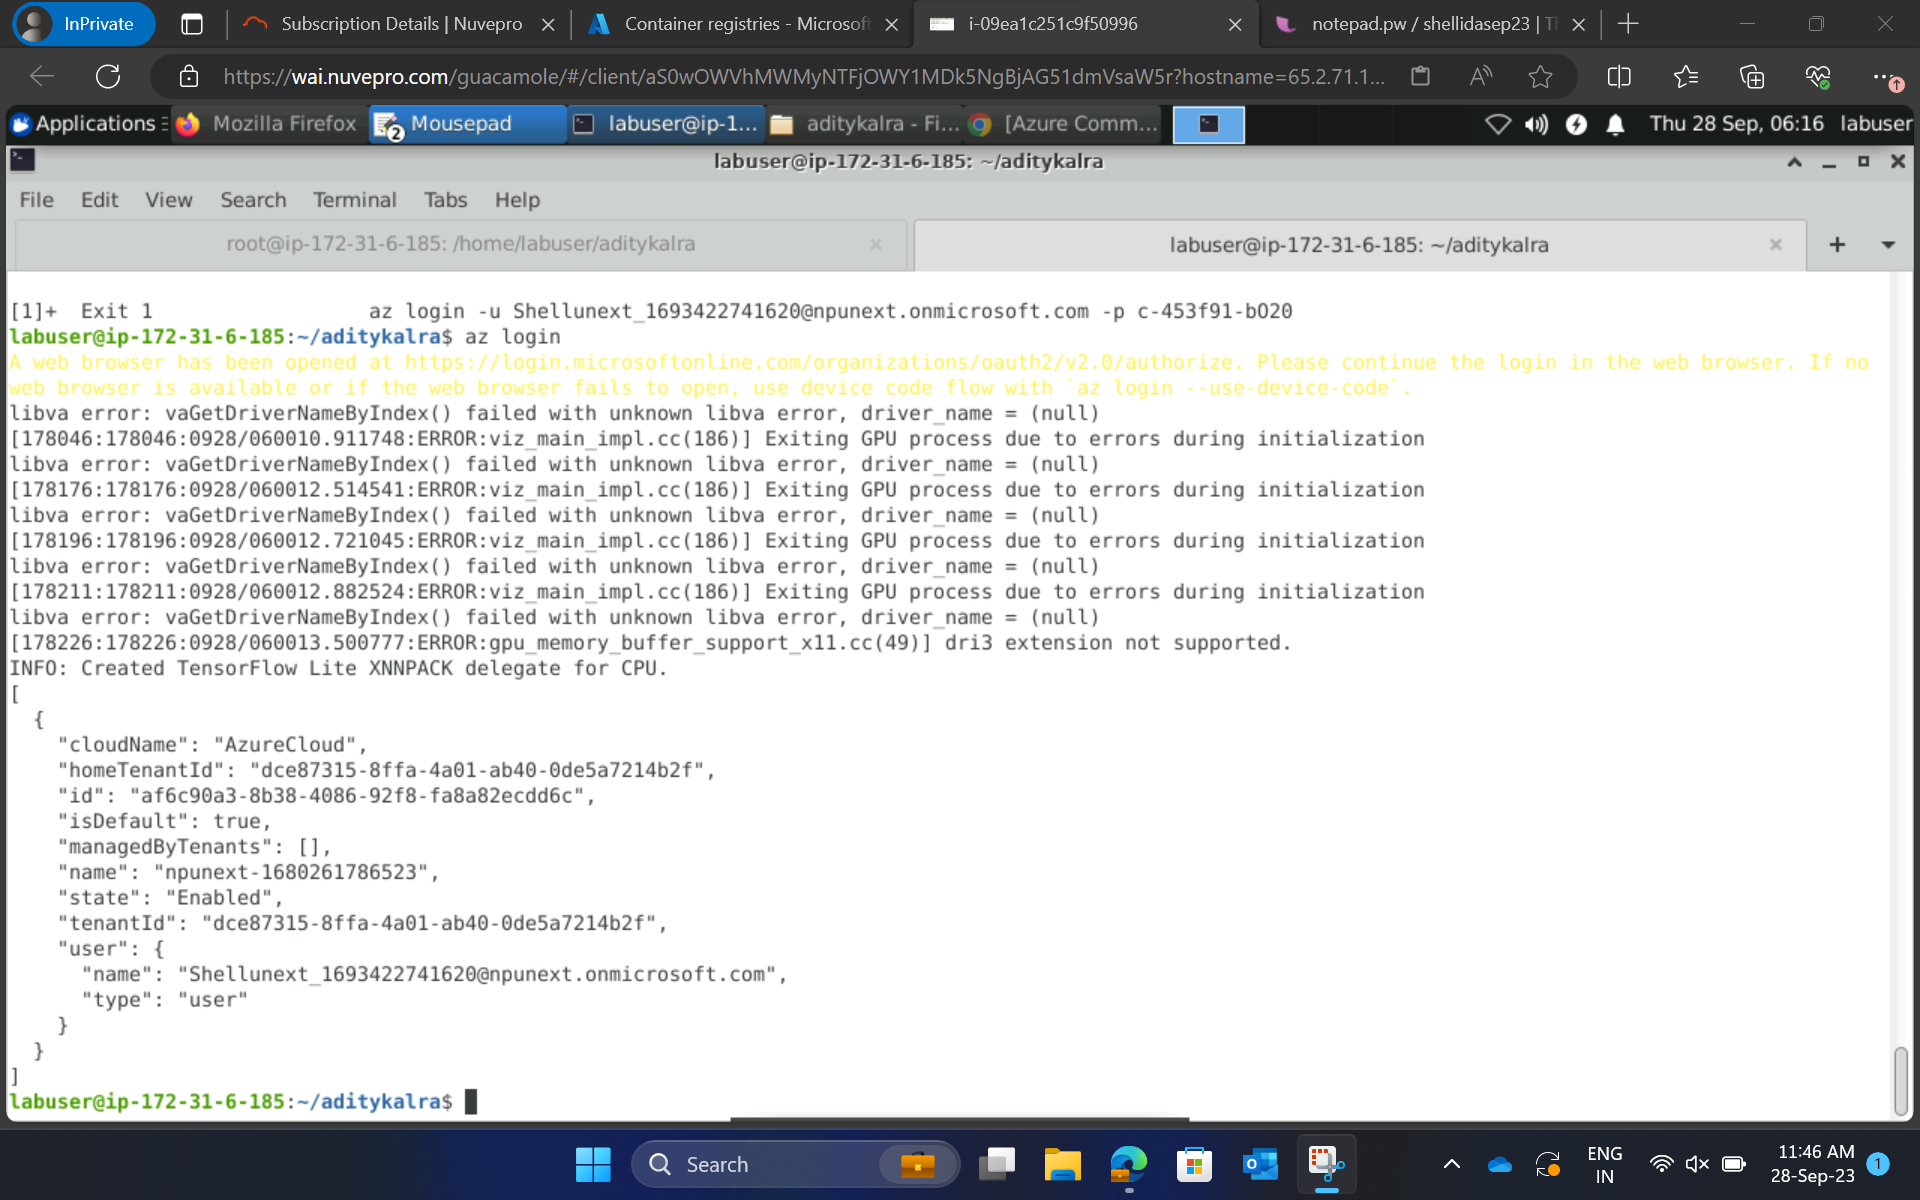 InPrivate
Subscription Details | Nuvepro
Container registries - Microsoft
i-09ea1c251c9f50996
notepad.pw / shellidasep23 | Tl
https://wai.nuvepro.com/guacamole/#/client/aS0wOWVhMWMyNTFjOWY1MDk5NgBjAG51dmVsaW5r?hostname=65.2.71.1...
Applications
Mozilla Firefox
2 Mousepad
labuser@ip-1...
aditykalra - Fi...
[Azure Comm...
Thu 28 Sep, 06:16
labuser
labuser@ip-172-31-6-185: ~/aditykalra
File Edit View Search Terminal Tabs Help
root@ip-172-31-6-185: /home/labuser/aditykalra
labuser@ip-172-31-6-185: ~/aditykalra
[1]+  Exit 1                  az login -u Shellunext_1693422741620@npunext.onmicrosoft.com -p c-453f91-bO20
labuser@ip-172-31-6-185:~/aditykalra$ az login
A web browser has been opened at https://login.microsoftonline.com/organizations/oauth2/v2.0/authorize. Please continue the login in the web browser. If no
web browser is available or if the web browser fails to open, use device code flow with `az login --use-device-code`.
libva error: vaGetDriverNameByIndex() failed with unknown libva error, driver_name = (null)
[178046:178046:0928/060010.911748:ERROR:viz_main_impl.cc(186)] Exiting GPU process due to errors during initialization
libva error: vaGetDriverNameByIndex() failed with unknown libva error, driver_name = (null)
[178176:178176:0928/060012.514541:ERROR:viz_main_impl.cc(186)] Exiting GPU process due to errors during initialization
libva error: vaGetDriverNameByIndex() failed with unknown libva error, driver_name = (null)
[178196:178196:0928/060012.721045:ERROR:viz_main_impl.cc(186)] Exiting GPU process due to errors during initialization
libva error: vaGetDriverNameByIndex() failed with unknown libva error, driver_name = (null)
[178211:178211:0928/060012.882524:ERROR:viz_main_impl.cc(186)] Exiting GPU process due to errors during initialization
libva error: vaGetDriverNameByIndex() failed with unknown libva error, driver_name = (null)
[178226:178226:0928/060013.500777:ERROR:gpu_memory_buffer_support_x11.cc(49)] dri3 extension not supported.
INFO: Created TensorFlow Lite XNNPACK delegate for CPU.
[
  {
    "cloudName": "AzureCloud",
    "homeTenantId": "dce87315-8ffa-4a01-ab40-0de5a7214b2f",
    "id": "af6c90a3-8b38-4086-92f8-fa8a82ecdd6c",
    "isDefault": true,
    "managedByTenants": [],
    "name": "npunext-1680261786523",
    "state": "Enabled",
    "tenantId": "dce87315-8ffa-4a01-ab40-0de5a7214b2f",
    "user": {
      "name": "Shellunext_1693422741620@npunext.onmicrosoft.com",
      "type": "user"
    }
  }
]
labuser@ip-172-31-6-185:~/aditykalra$
Search
ENG
IN
11:46 AM
28-Sep-23
1